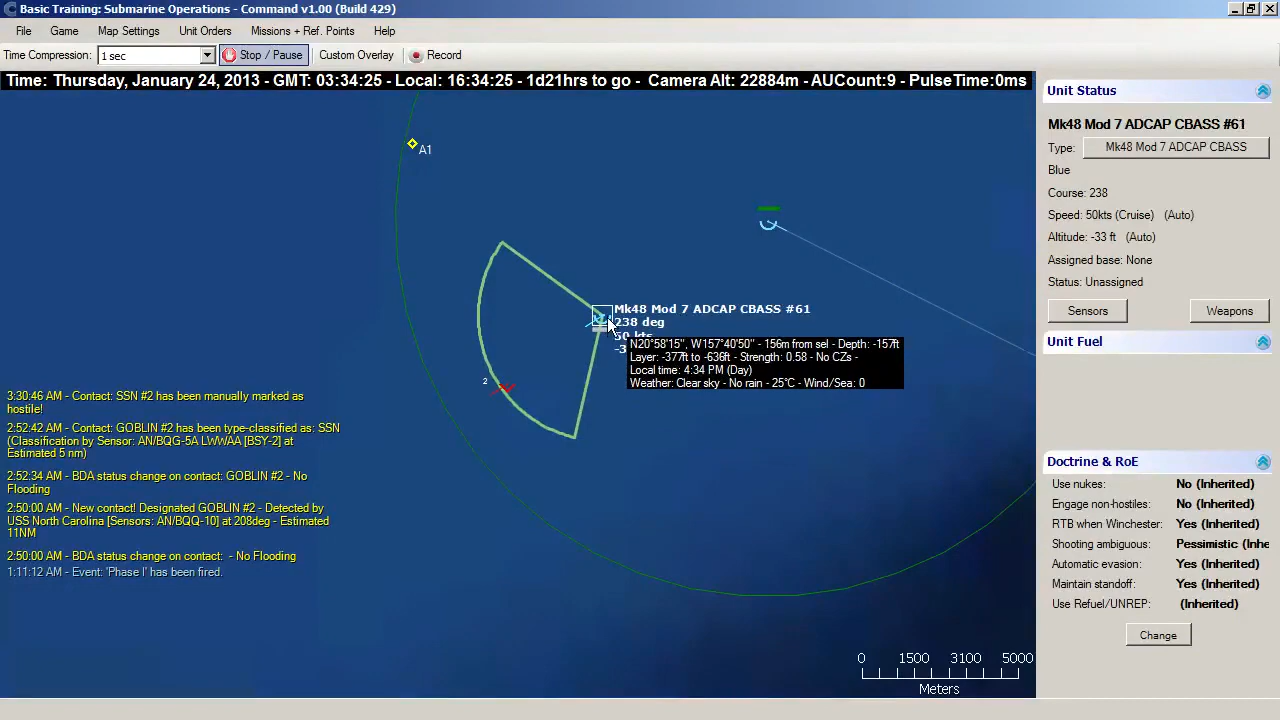 Basic Training: Submarine Operations - Command v1.00 (Build 429)
File Game Map Settings Unit Orders Missions + Ref. Points Help
Time Compression: 1 sec Stop / Pause Custom Overlay Record
Time: Thursday, January 24, 2013 - GMT: 03:34:25 - Local: 16:34:25 - 1d21hrs to go - Camera Alt: 22884m - AUCount:9 - PulseTime:0ms
A1
Mk48 Mod 7 ADCAP CBASS #61
238 deg
50 kts
-3
N20°58'15", W157°40'50" - 156m from sel - Depth: -157ft
Layer: -377ft to -636ft - Strength: 0.58 - No CZs -
Local time: 4:34 PM (Day)
Weather: Clear sky - No rain - 25°C - Wind/Sea: 0
2
3:30:46 AM - Contact: SSN #2 has been manually marked as
hostile!
2:52:42 AM - Contact: GOBLIN #2 has been type-classified as: SSN
(Classification by Sensor: AN/BQG-5A LWWAA [BSY-2] at
Estimated 5 nm)
2:52:34 AM - BDA status change on contact: GOBLIN #2 - No
Flooding
2:50:00 AM - New contact! Designated GOBLIN #2 - Detected by
USS North Carolina [Sensors: AN/BQQ-10] at 208deg - Estimated
11NM
2:50:00 AM - BDA status change on contact:  - No Flooding
1:11:12 AM - Event: 'Phase I' has been fired.
0 1500 3100 5000
Meters
Unit Status
Mk48 Mod 7 ADCAP CBASS #61
Type: Mk48 Mod 7 ADCAP CBASS
Blue
Course: 238
Speed: 50kts (Cruise) (Auto)
Altitude: -33 ft (Auto)
Assigned base: None
Status: Unassigned
Sensors Weapons
Unit Fuel
Doctrine & RoE
Use nukes: No (Inherited)
Engage non-hostiles: No (Inherited)
RTB when Winchester: Yes (Inherited)
Shooting ambiguous: Pessimistic (Inhe
Automatic evasion: Yes (Inherited)
Maintain standoff: Yes (Inherited)
Use Refuel/UNREP: (Inherited)
Change